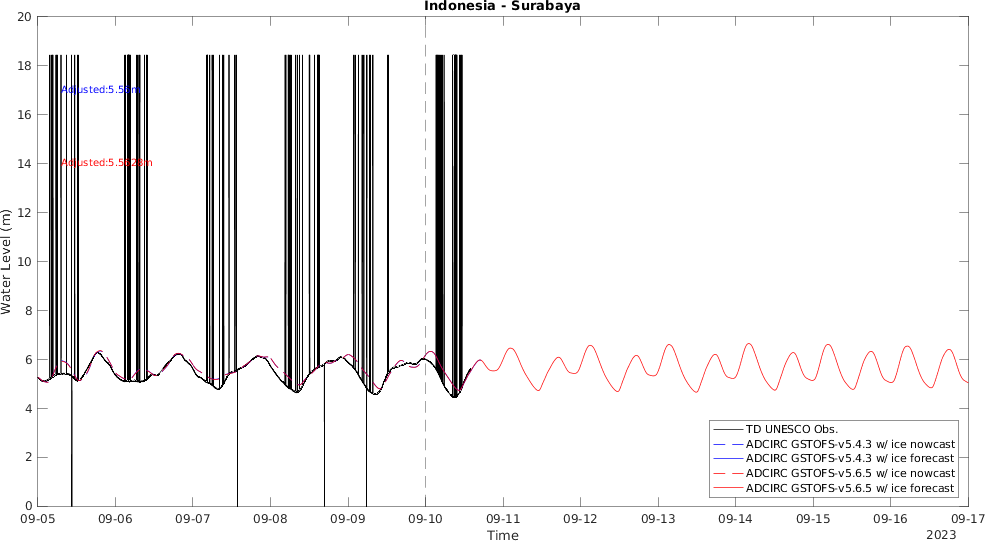 Indonesia - Surabaya
20
18
16
14
12
10
8
6
4
2
0
Water Level (m)
TD UNESCO Obs.
ADCIRC GSTOFS-v5.4.3 w/ ice nowcast
ADCIRC GSTOFS-v5.4.3 w/ ice forecast
ADCIRC GSTOFS-v5.6.5 w/ ice nowcast
ADCIRC GSTOFS-v5.6.5 w/ ice forecast
09-05 09-06 09-07 09-08 09-09 09-10 09-11 09-12 09-13 09-14 09-15 09-16 09-17
Time
2023